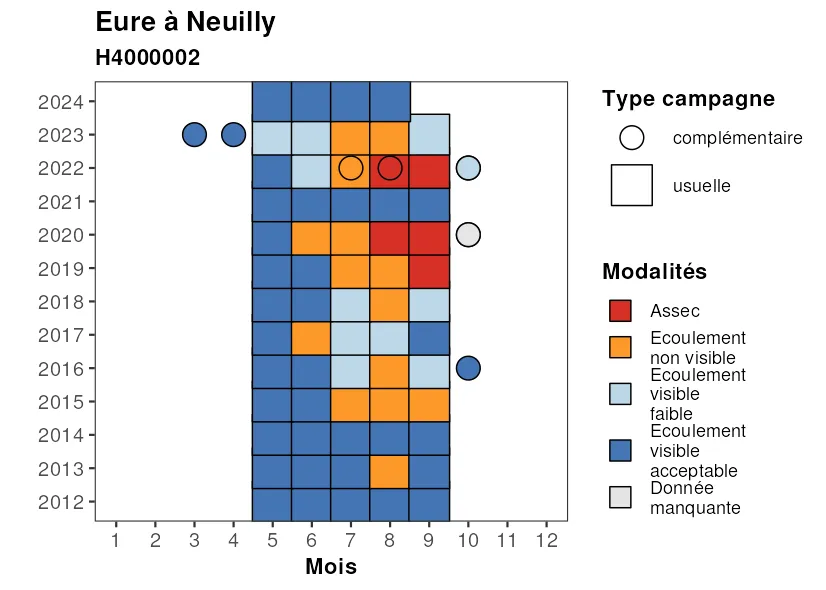 Eure à Neuilly
H4000002
2024
2023
2022
2021
2020
2019
2018
2017
2016
2015
2014
2013
2012
1 2 3 4 5 6 7 8 9 10 11 12
Mois
Type campagne
complémentaire
usuelle
Modalités
Assec
Ecoulement
non visible
Ecoulement
visible
faible
Ecoulement
visible
acceptable
Donnée
manquante